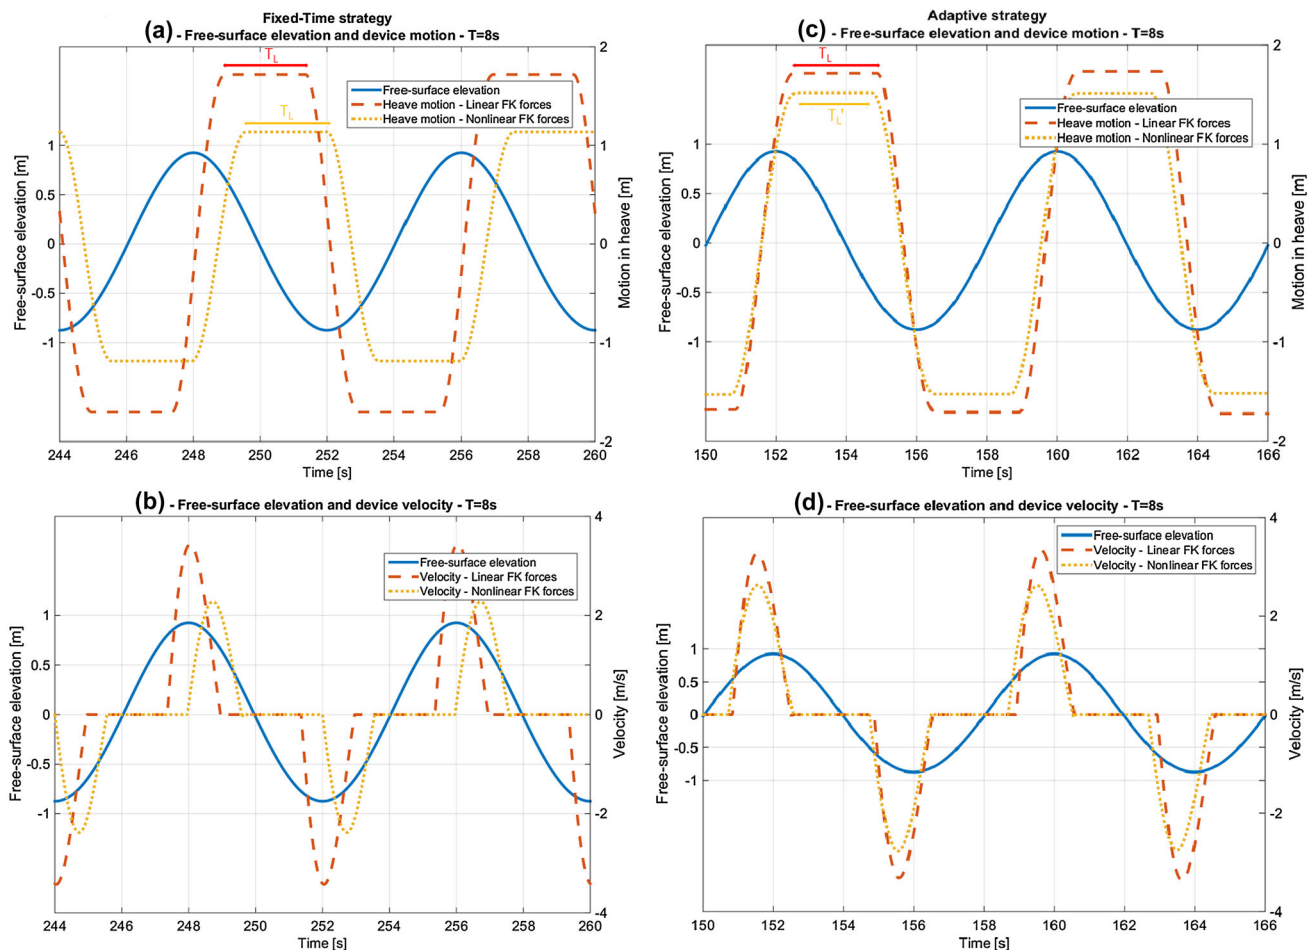 Fixed-Time strategy
(a) - Free-surface elevation and device motion - T=8s
T_L
Free-surface elevation
Heave motion - Linear FK forces
Heave motion - Nonlinear FK forces
T_L
Free-surface elevation [m]
1
0.5
0
-0.5
-1
2
1
0
-1
-2
Motion in heave [m]
244 246 248 250 252 254 256 258 260
Time [s]
Adaptive strategy
(c) - Free-surface elevation and device motion - T=8s
T_L
Free-surface elevation
Heave motion - Linear FK forces
Heave motion - Nonlinear FK forces
T_L'
Free-surface elevation [m]
1
0.5
0
-0.5
-1
2
1
0
-1
-2
Motion in heave [m]
150 152 154 156 158 160 162 164 166
Time [s]
(b) - Free-surface elevation and device velocity - T=8s
Free-surface elevation
Velocity - Linear FK forces
Velocity - Nonlinear FK forces
Free-surface elevation [m]
1
0.5
0
-0.5
-1
4
2
0
-2
-4
Velocity [m/s]
244 246 248 250 252 254 256 258 260
Time [s]
(d) - Free-surface elevation and device velocity - T=8s
Free-surface elevation
Velocity - Linear FK forces
Velocity - Nonlinear FK forces
Free-surface elevation [m]
1
0.5
0
-0.5
-1
4
2
0
-2
-4
Velocity [m/s]
150 152 154 156 158 160 162 164 166
Time [s]